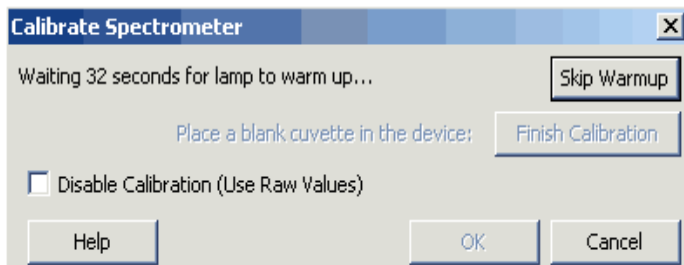 Calibrate Spectrometer
Waiting 32 seconds for lamp to warm up...
Skip Warmup
Place a blank cuvette in the device:
Finish Calibration
Disable Calibration (Use Raw Values)
Help
OK
Cancel